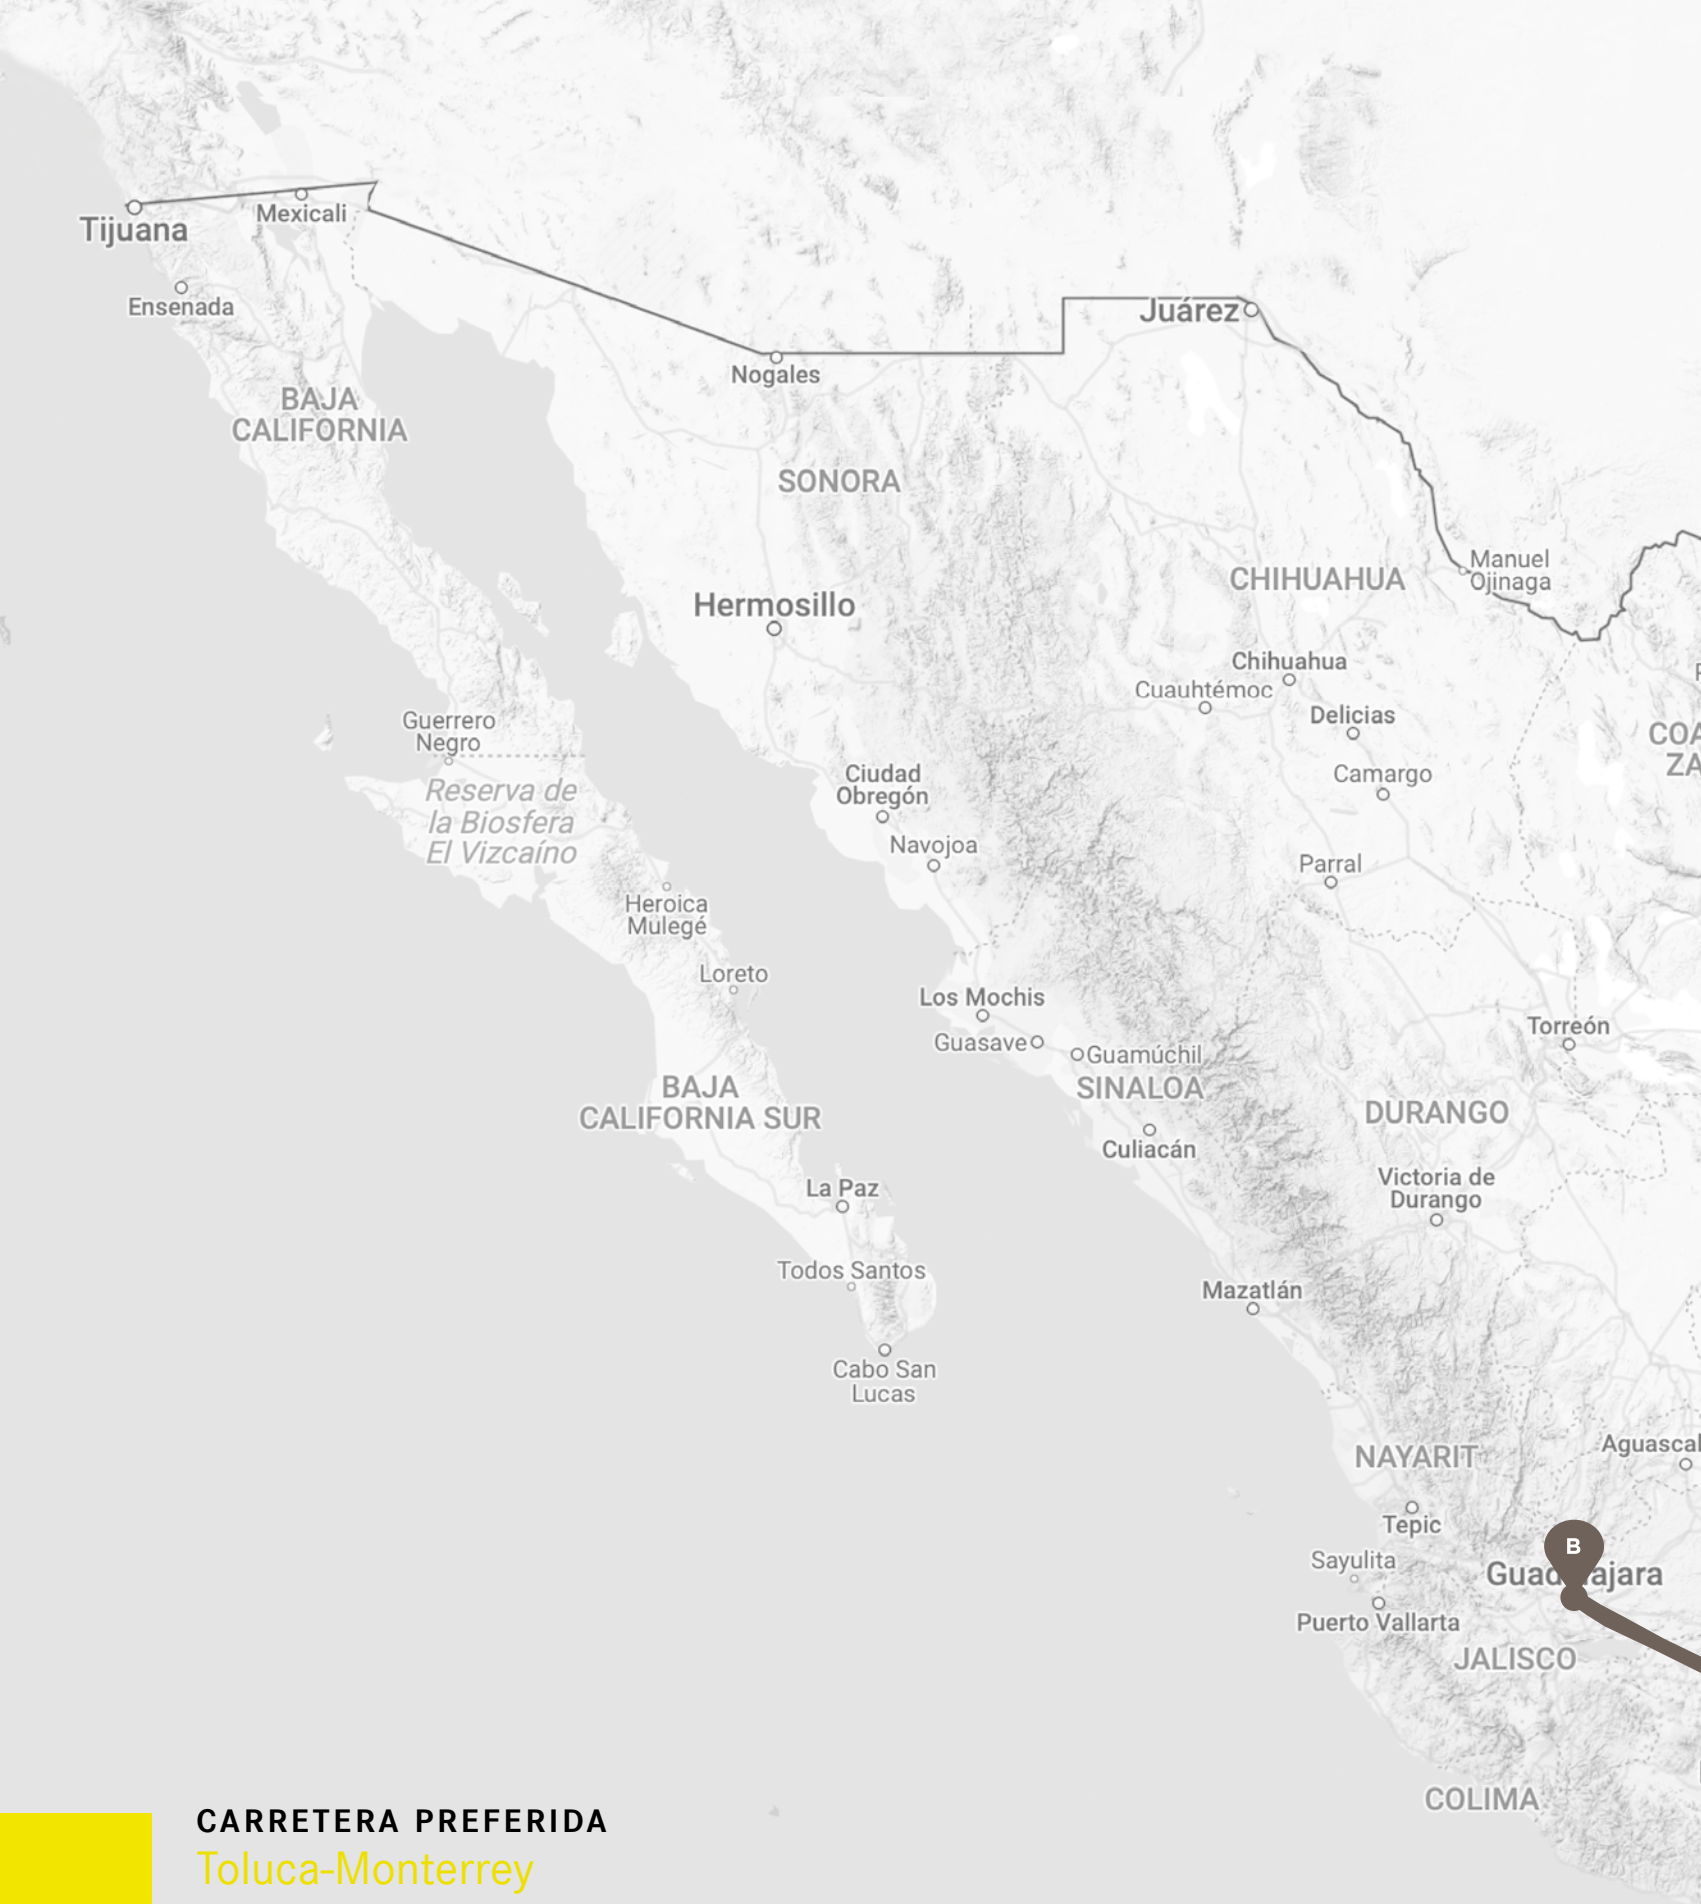 Tijuana
Mexicali
Ensenada
BAJA
CALIFORNIA
Nogales
Juárez
SONORA
Hermosillo
CHIHUAHUA
Manuel
Ojinaga
Chihuahua
Cuauhtémoc
Delicias
Camargo
Parral
COA
ZA
Guerrero
Negro
Reserva de
la Biosfera
El Vizcaíno
Ciudad
Obregón
Navojoa
Heroica
Mulegé
Loreto
Los Mochis
Guasave
Guamúchil
SINALOA
Torreón
BAJA
CALIFORNIA SUR
DURANGO
Culiacán
Victoria de
Durango
La Paz
Todos Santos
Mazatlán
Cabo San
Lucas
NAYARIT
Aguascal
Tepic
B
Sayulita
Puerto Vallarta
JALISCO
COLIMA
CARRETERA PREFERIDA
Toluca-Monterrey